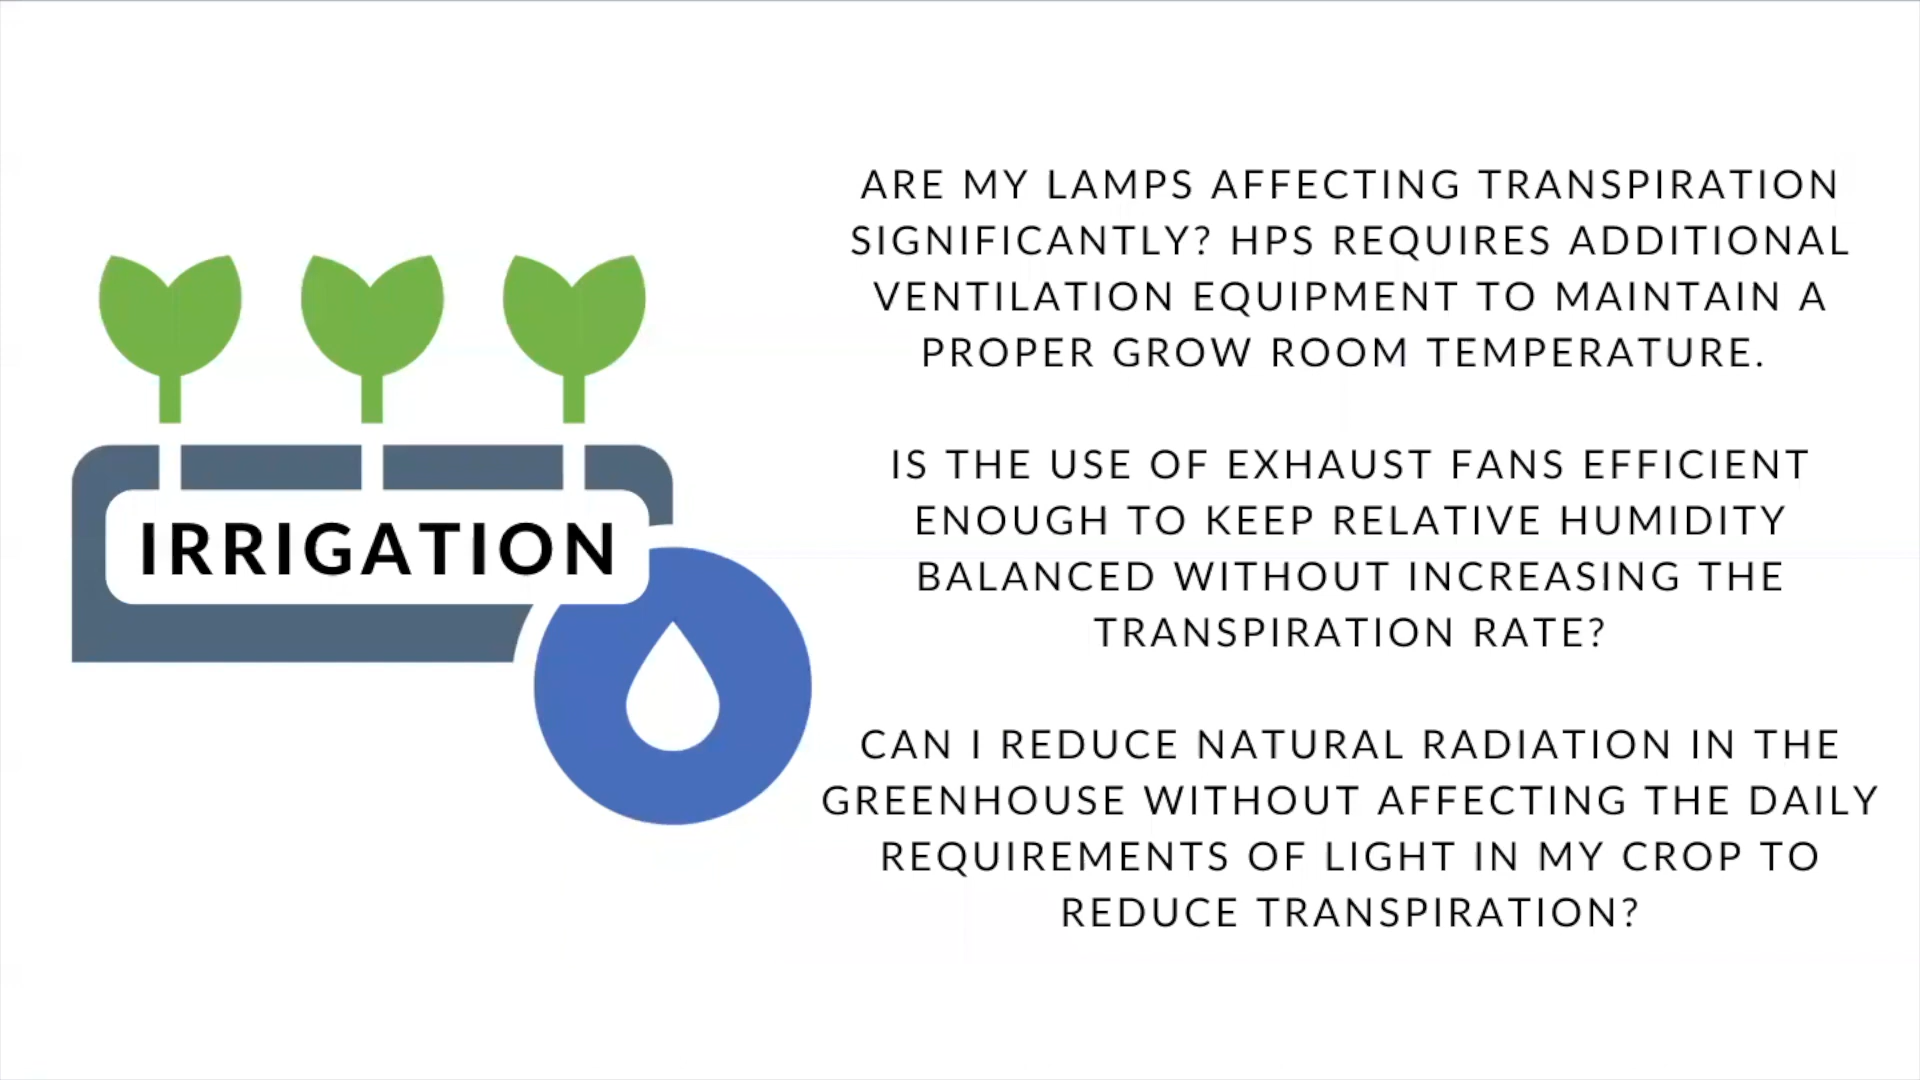 IRRIGATION
ARE MY LAMPS AFFECTING TRANSPIRATION
SIGNIFICANTLY? HPS REQUIRES ADDITIONAL
VENTILATION EQUIPMENT TO MAINTAIN A
PROPER GROW ROOM TEMPERATURE.
IS THE USE OF EXHAUST FANS EFFICIENT
ENOUGH TO KEEP RELATIVE HUMIDITY
BALANCED WITHOUT INCREASING THE
TRANSPIRATION RATE?
CAN I REDUCE NATURAL RADIATION IN THE
GREENHOUSE WITHOUT AFFECTING THE DAILY
REQUIREMENTS OF LIGHT IN MY CROP TO
REDUCE TRANSPIRATION?